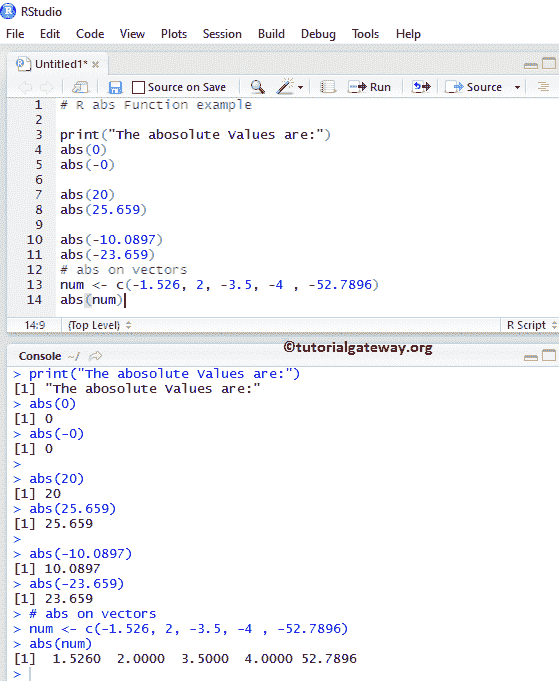 RStudio
File Edit Code View Plots Session Build Debug Tools Help
Untitled1*
Source on Save Run Source
1 # R abs Function example
2
3 print("The abosolute Values are:")
4 abs(0)
5 abs(-0)
6
7 abs(20)
8 abs(25.659)
9
10 abs(-10.0897)
11 abs(-23.659)
12 # abs on vectors
13 num <- c(-1.526, 2, -3.5, -4 , -52.7896)
14 abs(num)
14:9 (Top Level) R Script
©tutorialgateway.org
Console ~/
> print("The abosolute Values are:")
[1] "The abosolute Values are:"
> abs(0)
[1] 0
> abs(-0)
[1] 0
>
> abs(20)
[1] 20
> abs(25.659)
[1] 25.659
>
> abs(-10.0897)
[1] 10.0897
> abs(-23.659)
[1] 23.659
> # abs on vectors
> num <- c(-1.526, 2, -3.5, -4 , -52.7896)
> abs(num)
[1]  1.5260  2.0000  3.5000  4.0000 52.7896
>